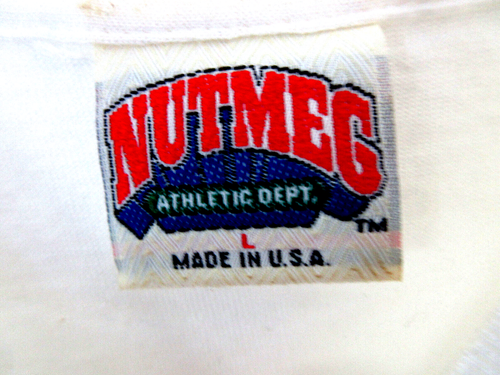 NUTMEG
ATHLETIC DEPT.
TM
L
MADE IN U.S.A.